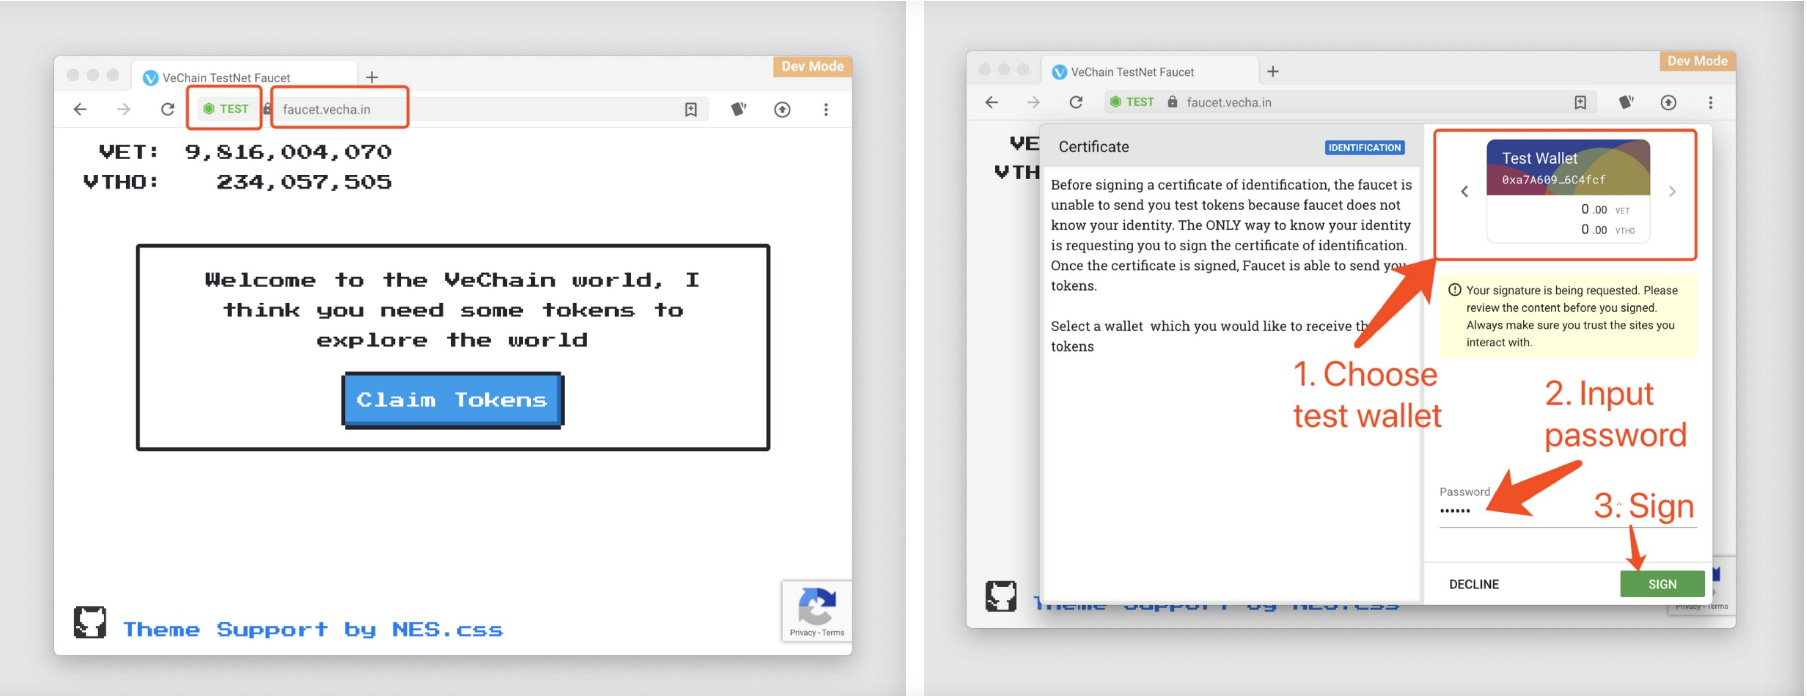 VeChain TestNet Faucet
Dev Mode
TEST
faucet.vecha.in
VET: 9,816,004,070
VTHO: 234,057,505
Welcome to the VeChain world, I
think you need some tokens to
explore the world
Claim Tokens
Theme Support by NES.css
Privacy - Terms
VeChain TestNet Faucet
Dev Mode
TEST
faucet.vecha.in
VE
VTH
Certificate
IDENTIFICATION
Before signing a certificate of identification, the faucet is
unable to send you test tokens because faucet does not
know your identity. The ONLY way to know your identity
is requesting you to sign the certificate of identification.
Once the certificate is signed, Faucet is able to send you
tokens.
Select a wallet which you would like to receive
tokens
Test Wallet
0xa7A609…6C4fcf
0.00 VET
0.00 VTHO
Your signature is being requested. Please
review the content before you signed.
Always make sure you trust the sites you
interact with.
1. Choose
test wallet
2. Input
password
Password
••••••
3. Sign
DECLINE
SIGN
Theme Support by NES.css
Privacy - Terms